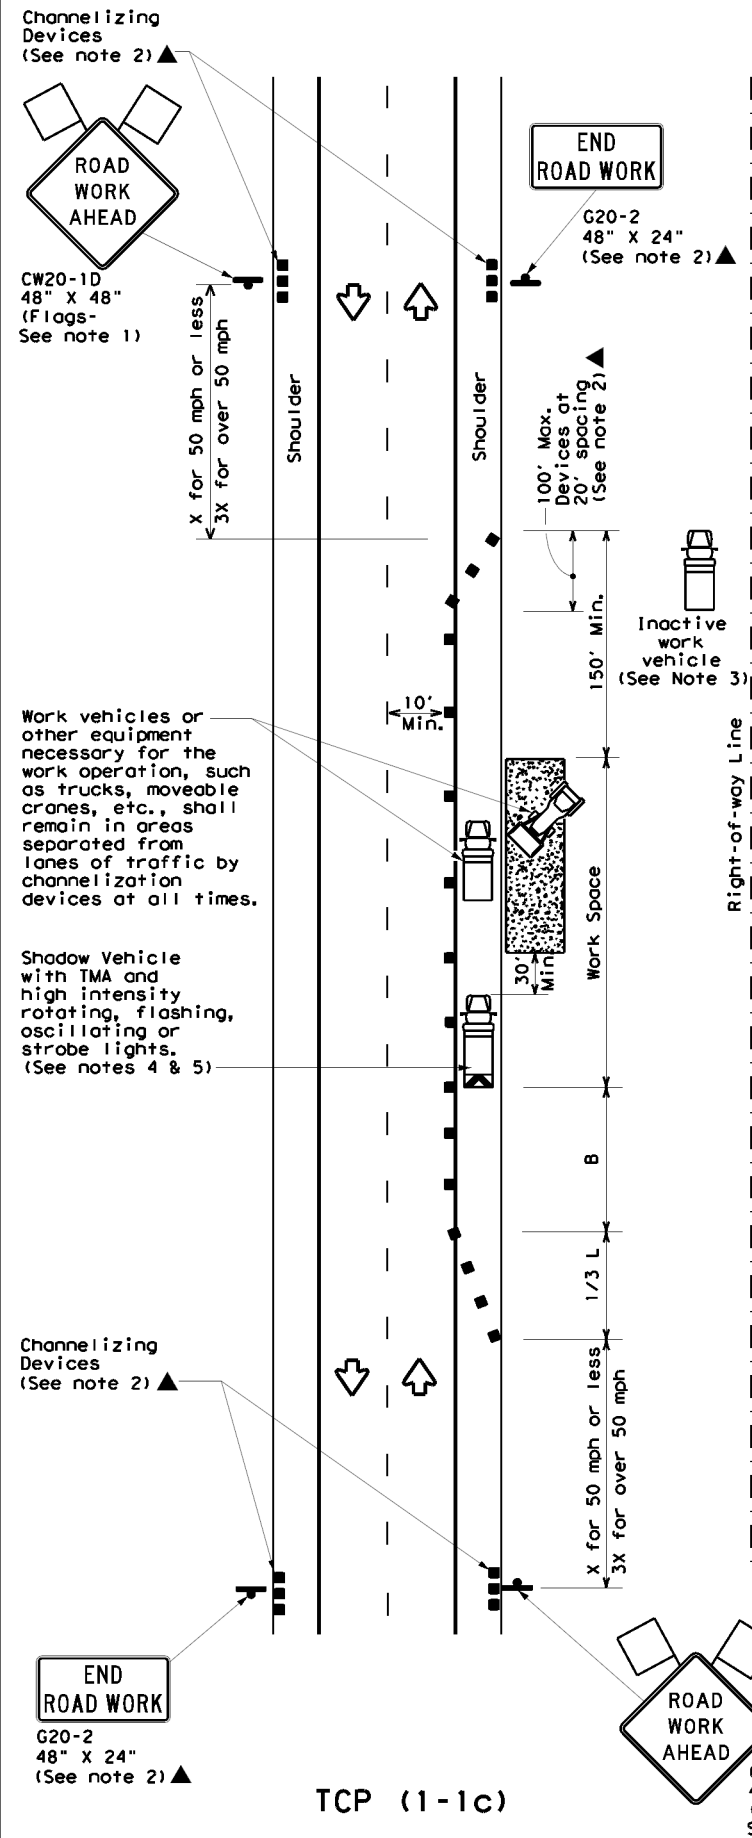 Channelizing
Devices
(See note 2)
ROAD
WORK
AHEAD
CW20-1D
48" X 48"
(Flags-
See note 1)
END
ROAD WORK
G20-2
48" X 24"
(See note 2)
X for 50 mph or less
3X for over 50 mph
Shoulder
Shoulder
100' Max.
Devices at
20' spacing
(See note 2)
150' Min.
Inactive
work
vehicle
(See Note 3)
Right-of-way Line
10'
Min.
Work vehicles or
other equipment
necessary for the
work operation, such
as trucks, moveable
cranes, etc., shall
remain in areas
separated from
lanes of traffic by
channelization
devices at all times.
Work Space
30'
Min.
Shadow Vehicle
with TMA and
high intensity
rotating, flashing,
oscillating or
strobe lights.
(See notes 4 & 5)
B
1/3 L
Channelizing
Devices
(See note 2)
X for 50 mph or less
3X for over 50 mph
END
ROAD WORK
G20-2
48" X 24"
(See note 2)
ROAD
WORK
AHEAD
TCP (1-1c)